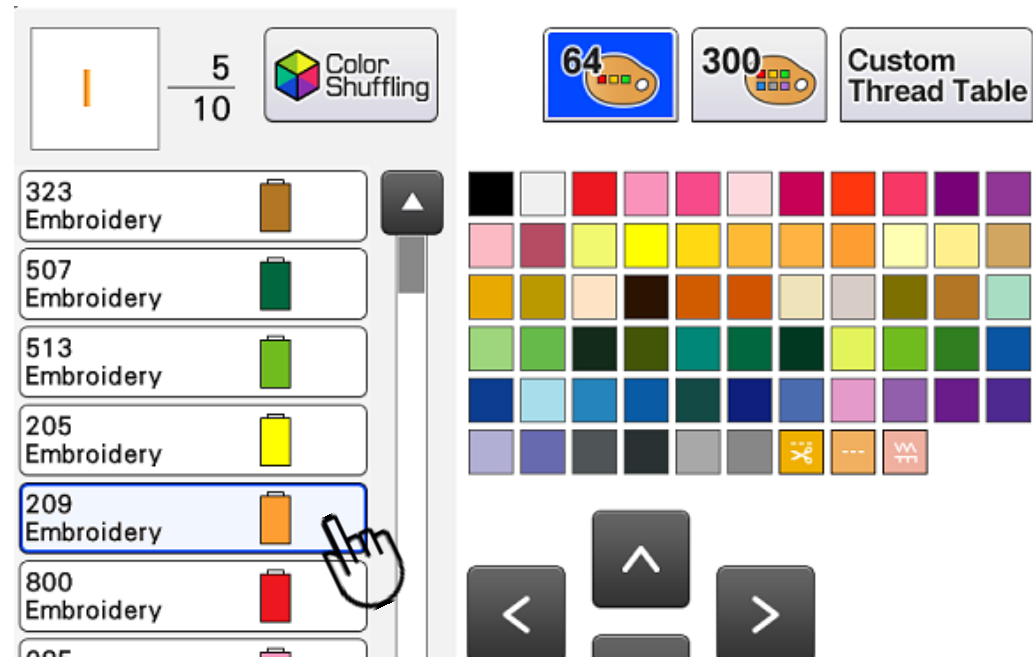 5
10
Color
Shuffling
64
300
Custom
Thread Table
323
Embroidery
507
Embroidery
513
Embroidery
205
Embroidery
209
Embroidery
800
Embroidery